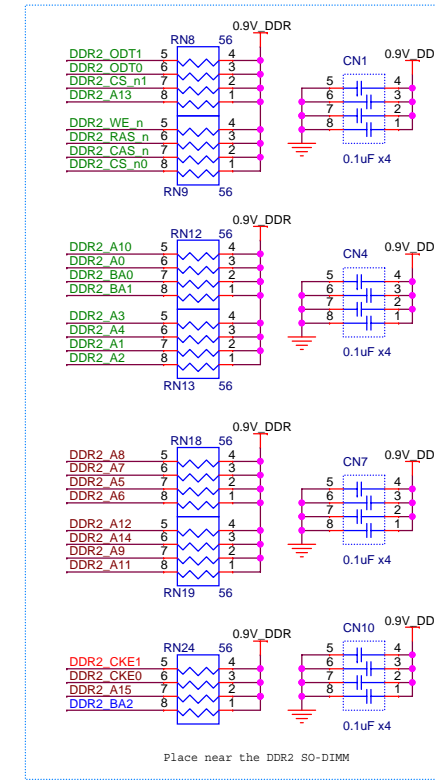 0.9V_DDR
RN8 56
DDR2_ODT1 5 4
DDR2_ODT0 6 3
DDR2_CS_n1 7 2
DDR2_A13 8 1
DDR2_WE_n 5 4
DDR2_RAS_n 6 3
DDR2_CAS_n 7 2
DDR2_CS_n0 8 1
RN9 56
0.9V_DD
CN1
5 4
6 3
7 2
8 1
0.1uF x4
0.9V_DDR
RN12 56
DDR2_A10 5 4
DDR2_A0 6 3
DDR2_BA0 7 2
DDR2_BA1 8 1
DDR2_A3 5 4
DDR2_A4 6 3
DDR2_A1 7 2
DDR2_A2 8 1
RN13 56
0.9V_DD
CN4
5 4
6 3
7 2
8 1
0.1uF x4
0.9V_DDR
RN18 56
DDR2_A8 5 4
DDR2_A7 6 3
DDR2_A5 7 2
DDR2_A6 8 1
DDR2_A12 5 4
DDR2_A14 6 3
DDR2_A9 7 2
DDR2_A11 8 1
RN19 56
0.9V_DD
CN7
5 4
6 3
7 2
8 1
0.1uF x4
0.9V_DDR
RN24 56
DDR2_CKE1 5 4
DDR2_CKE0 6 3
DDR2_A15 7 2
DDR2_BA2 8 1
0.9V_DD
CN10
5 4
6 3
7 2
8 1
0.1uF x4
Place near the DDR2 SO-DIMM